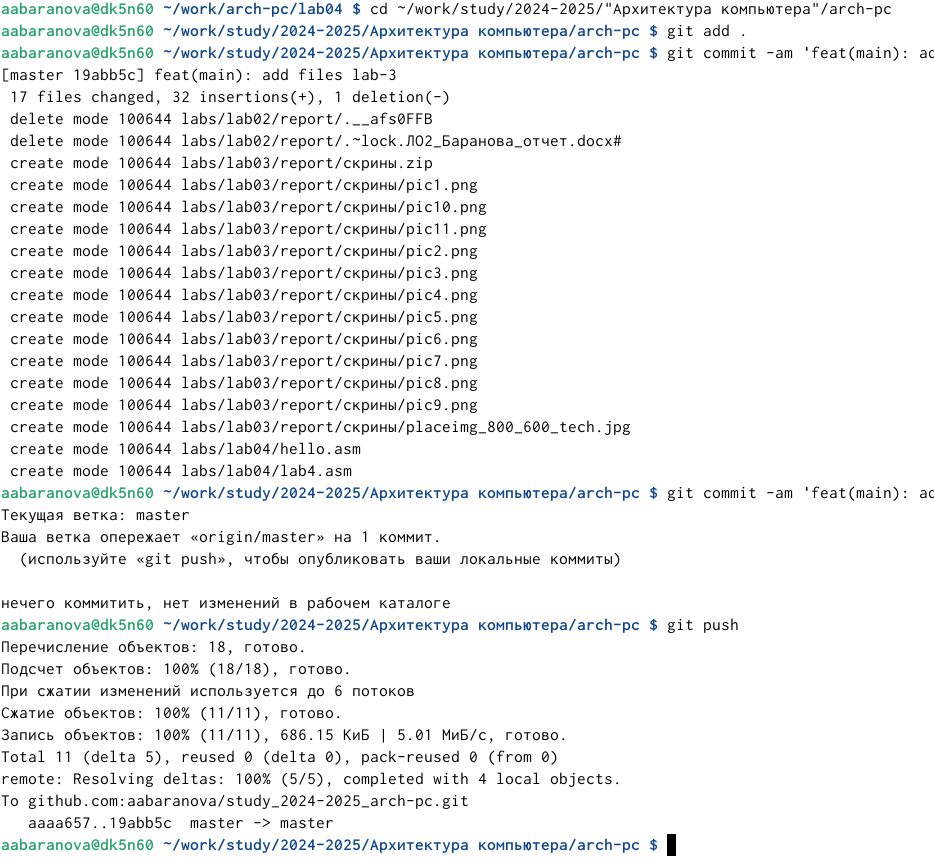 aabaranova@dk5n60 ~/work/arch-pc/lab04 $ cd ~/work/study/2024-2025/"Архитектура компьютера"/arch-pc
aabaranova@dk5n60 ~/work/study/2024-2025/Архитектура компьютера/arch-pc $ git add .
aabaranova@dk5n60 ~/work/study/2024-2025/Архитектура компьютера/arch-pc $ git commit -am 'feat(main): ad
[master 19abb5c] feat(main): add files lab-3
 17 files changed, 32 insertions(+), 1 deletion(-)
 delete mode 100644 labs/lab02/report/.__afs0FFB
 delete mode 100644 labs/lab02/report/.~lock.ЛО2_Баранова_отчет.docx#
 create mode 100644 labs/lab03/report/скрины.zip
 create mode 100644 labs/lab03/report/скрины/pic1.png
 create mode 100644 labs/lab03/report/скрины/pic10.png
 create mode 100644 labs/lab03/report/скрины/pic11.png
 create mode 100644 labs/lab03/report/скрины/pic2.png
 create mode 100644 labs/lab03/report/скрины/pic3.png
 create mode 100644 labs/lab03/report/скрины/pic4.png
 create mode 100644 labs/lab03/report/скрины/pic5.png
 create mode 100644 labs/lab03/report/скрины/pic6.png
 create mode 100644 labs/lab03/report/скрины/pic7.png
 create mode 100644 labs/lab03/report/скрины/pic8.png
 create mode 100644 labs/lab03/report/скрины/pic9.png
 create mode 100644 labs/lab03/report/скрины/placeimg_800_600_tech.jpg
 create mode 100644 labs/lab04/hello.asm
 create mode 100644 labs/lab04/lab4.asm
aabaranova@dk5n60 ~/work/study/2024-2025/Архитектура компьютера/arch-pc $ git commit -am 'feat(main): ad
Текущая ветка: master
Ваша ветка опережает «origin/master» на 1 коммит.
  (используйте «git push», чтобы опубликовать ваши локальные коммиты)

нечего коммитить, нет изменений в рабочем каталоге
aabaranova@dk5n60 ~/work/study/2024-2025/Архитектура компьютера/arch-pc $ git push
Перечисление объектов: 18, готово.
Подсчет объектов: 100% (18/18), готово.
При сжатии изменений используется до 6 потоков
Сжатие объектов: 100% (11/11), готово.
Запись объектов: 100% (11/11), 686.15 КиБ | 5.01 МиБ/с, готово.
Total 11 (delta 5), reused 0 (delta 0), pack-reused 0 (from 0)
remote: Resolving deltas: 100% (5/5), completed with 4 local objects.
To github.com:aabaranova/study_2024-2025_arch-pc.git
   aaaa657..19abb5c  master -> master
aabaranova@dk5n60 ~/work/study/2024-2025/Архитектура компьютера/arch-pc $